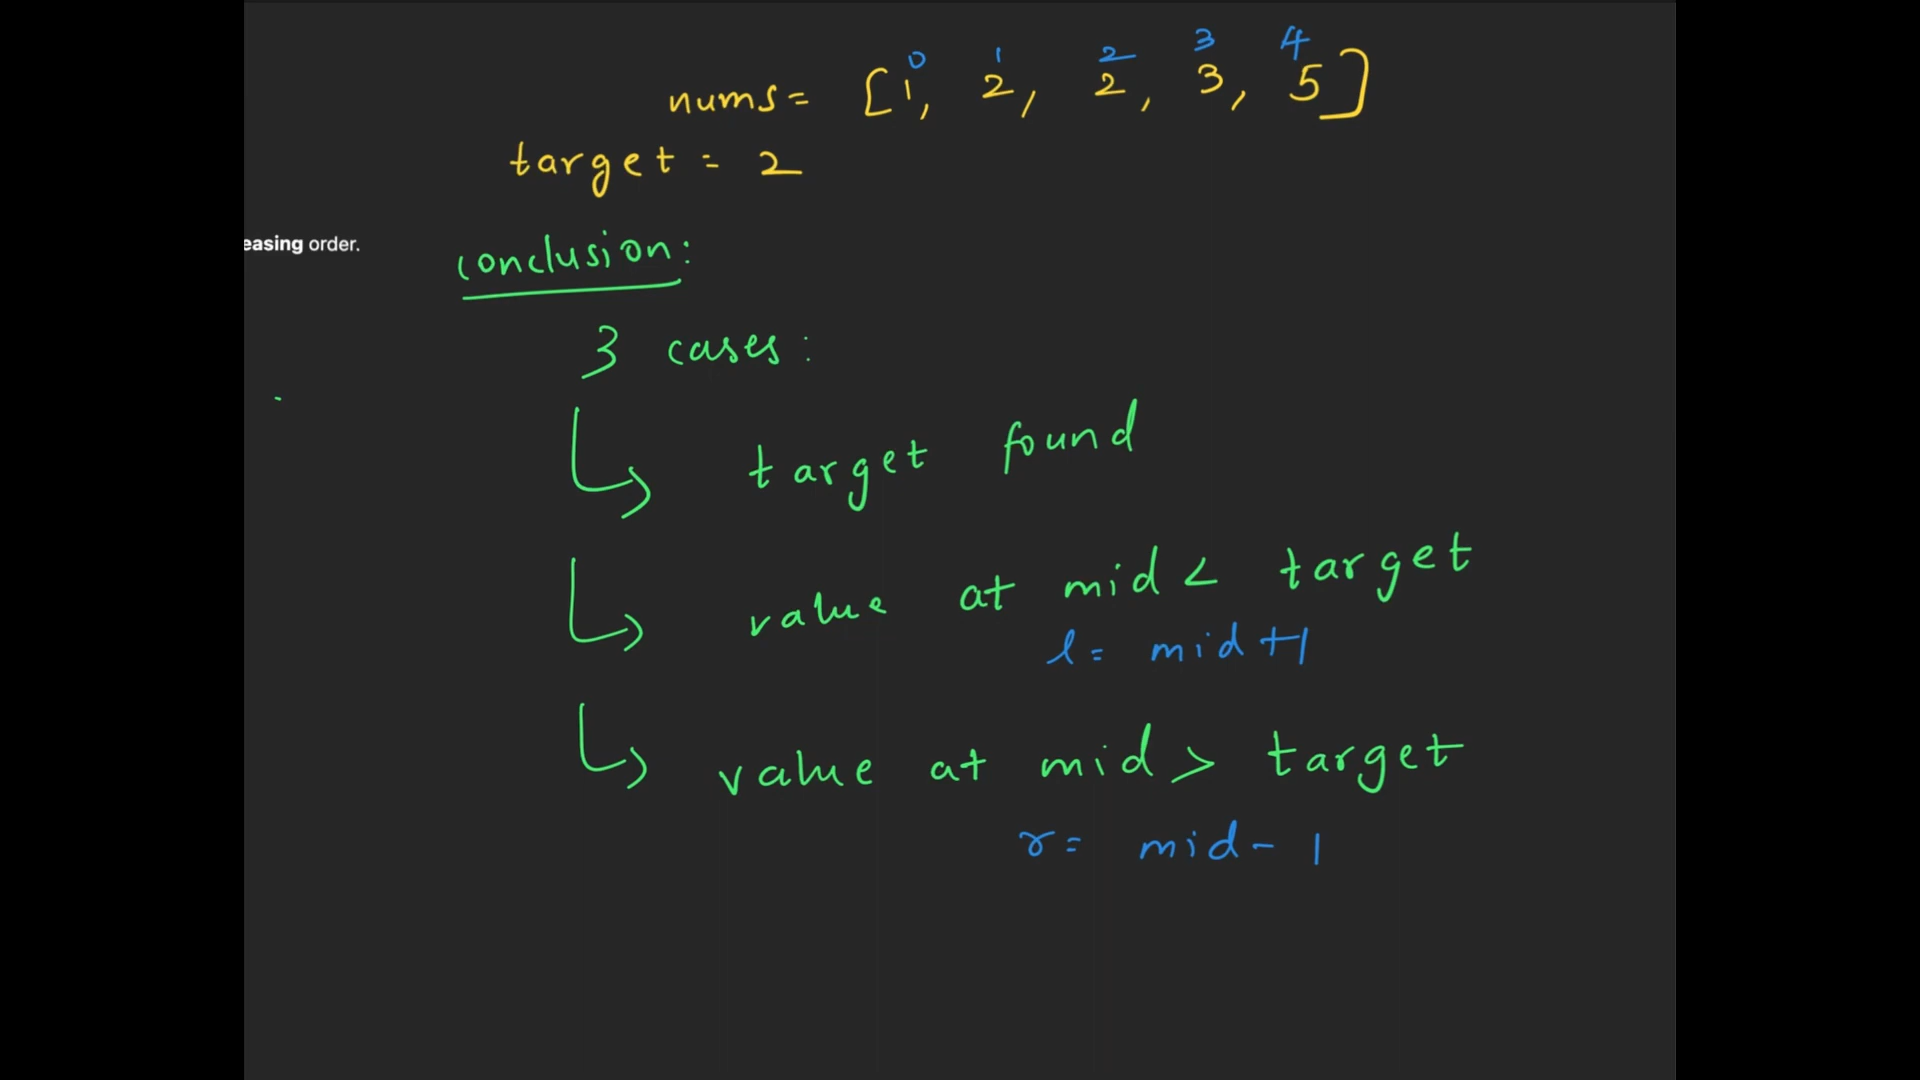 0 1 2 3 4
nums = [1, 2, 2, 3, 5]
target = 2
easing order.
conclusion:
3 cases:
target found
value at mid < target
l = mid + 1
value at mid > target
r = mid - 1